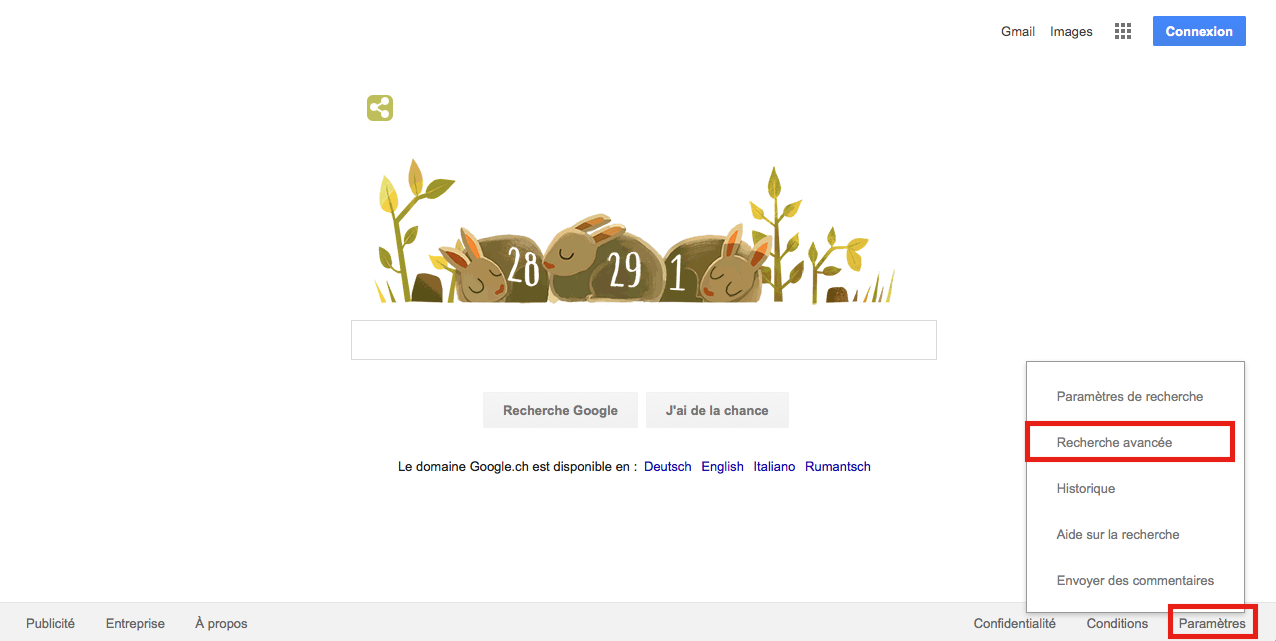 Gmail Images Connexion
28 29 1
Recherche Google J'ai de la chance
Le domaine Google.ch est disponible en : Deutsch English Italiano Rumantsch
Paramètres de recherche
Recherche avancée
Historique
Aide sur la recherche
Envoyer des commentaires
Publicité Entreprise À propos Confidentialité Conditions Paramètres